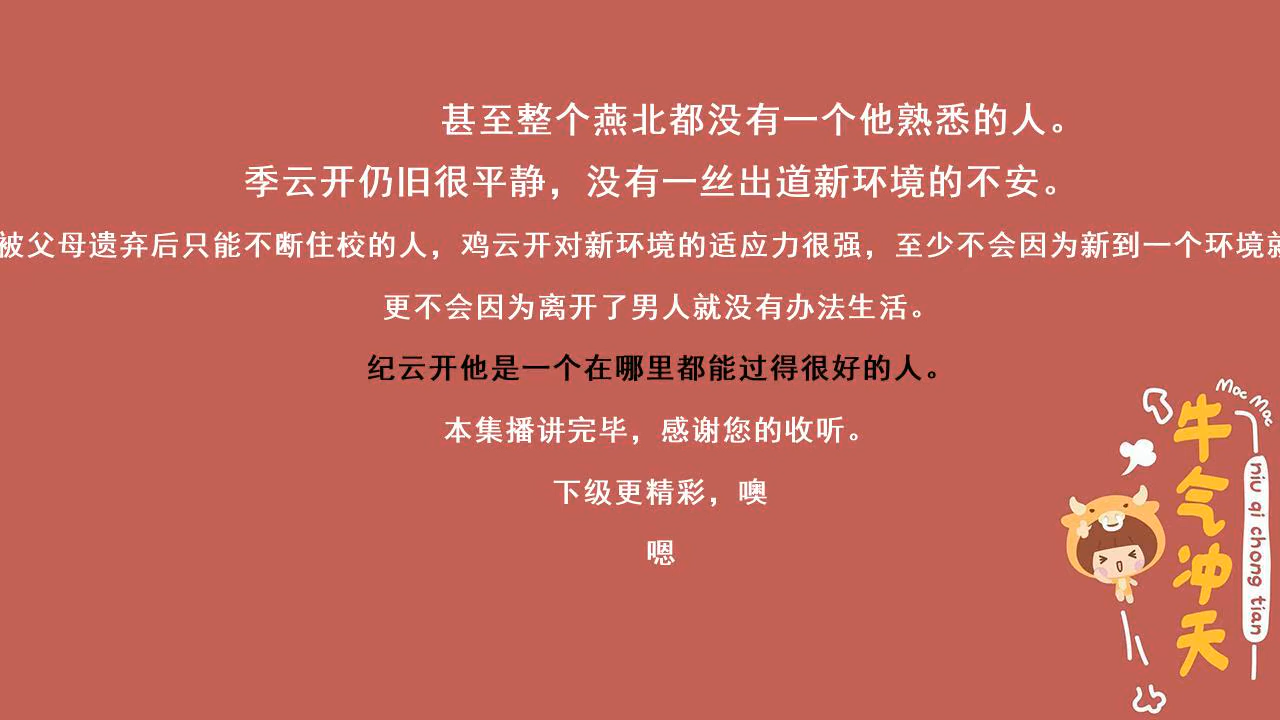 甚至整个燕北都没有一个他熟悉的人。
季云开仍旧很平静，没有一丝出道新环境的不安。
被父母遗弃后只能不断住校的人，鸡云开对新环境的适应力很强，至少不会因为新到一个环境就
更不会因为离开了男人就没有办法生活。
纪云开他是一个在哪里都能过得很好的人。
本集播讲完毕，感谢您的收听。
下级更精彩，噢
嗯
Moc Moc
牛气冲天
niu qi chong tian